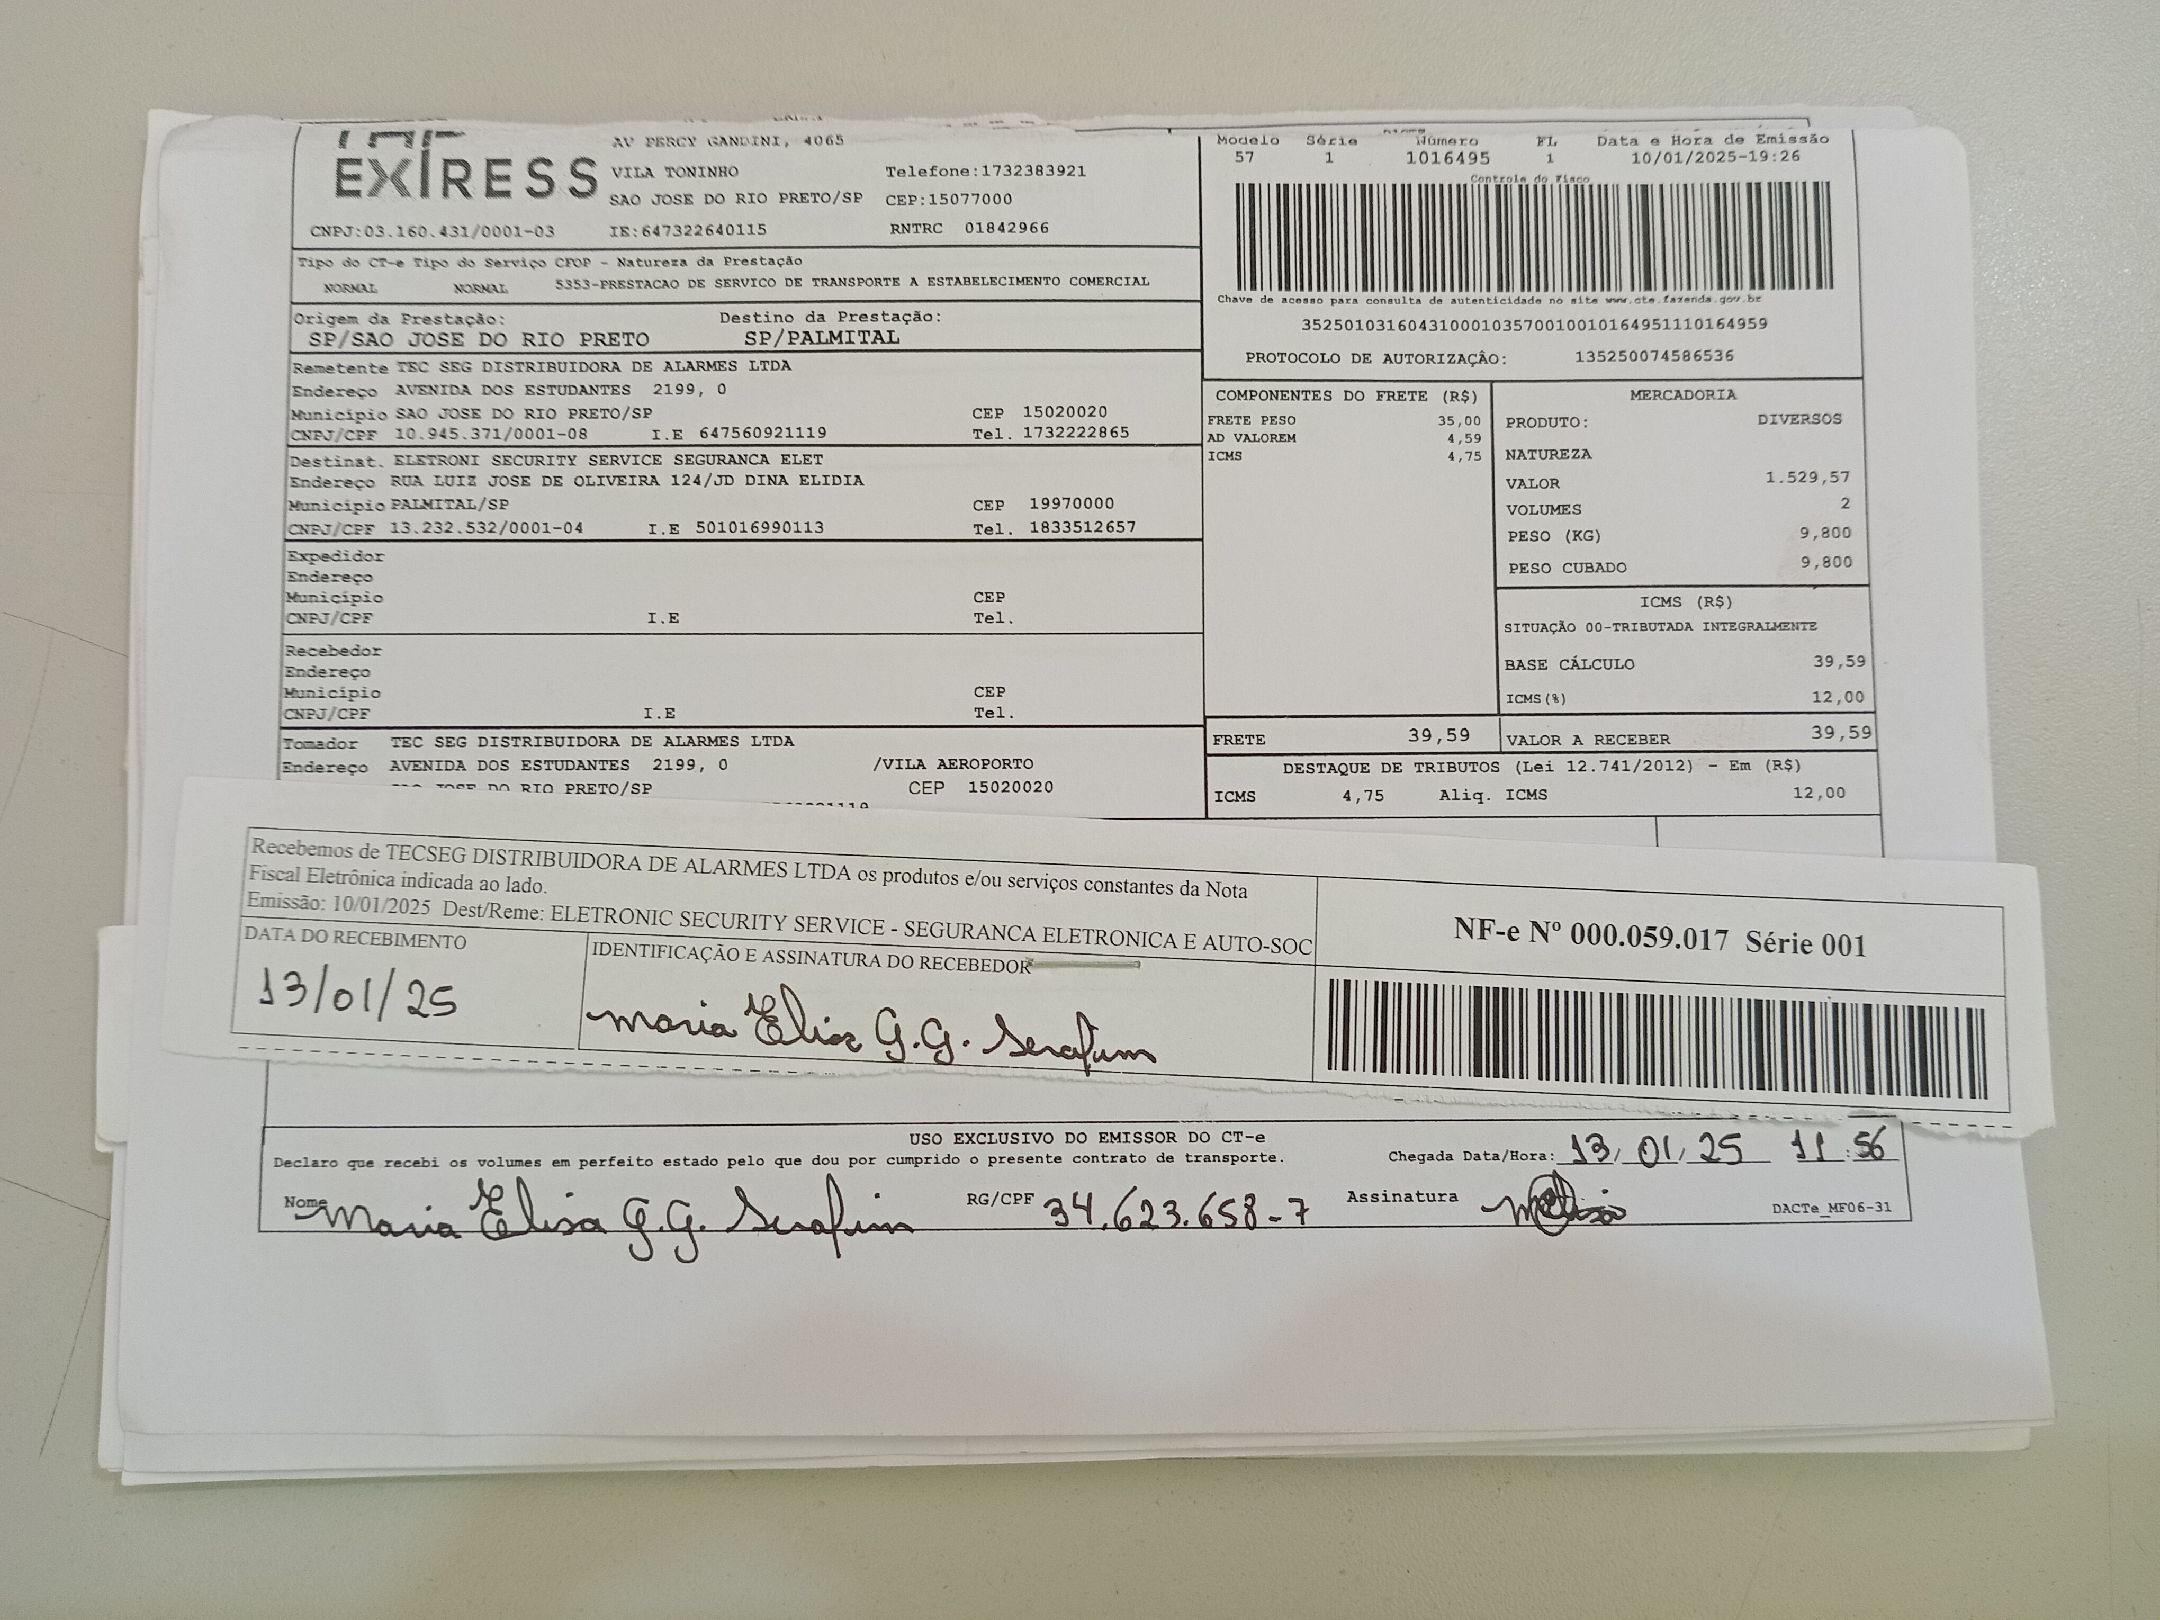 EXPRESS
AV PERCY GANDINI, 4065
VILA TONINHO Telefone:1732383921
SAO JOSE DO RIO PRETO/SP CEP:15077000
CNPJ:03.160.431/0001-03 IE:647322640115 RNTRC 01842966
Modelo Série Número FL Data e Hora de Emissão
57 1 1016495 1 10/01/2025-19:26
Controle do Fisco
Chave de acesso para consulta de autenticidade no site www.cte.fazenda.gov.br
35250103160431000103570010010164951110164959
PROTOCOLO DE AUTORIZAÇÂO: 135250074586536
Tipo do CT-e Tipo do Serviço CFOP - Natureza da Prestação
NORMAL NORMAL 5353-PRESTACAO DE SERVICO DE TRANSPORTE A ESTABELECIMENTO COMERCIAL
Origem da Prestação: Destino da Prestação:
SP/SAO JOSE DO RIO PRETO SP/PALMITAL
Remetente TEC SEG DISTRIBUIDORA DE ALARMES LTDA
Endereço AVENIDA DOS ESTUDANTES 2199, 0
Município SAO JOSE DO RIO PRETO/SP CEP 15020020
CNPJ/CPF 10.945.371/0001-08 I.E 647560921119 Tel. 1732222865
Destinat. ELETRONI SECURITY SERVICE SEGURANCA ELET
Endereço RUA LUIZ JOSE DE OLIVEIRA 124/JD DINA ELIDIA
Município PALMITAL/SP CEP 19970000
CNPJ/CPF 13.232.532/0001-04 I.E 501016990113 Tel. 1833512657
Expedidor
Endereço
Município CEP
CNPJ/CPF I.E Tel.
Recebedor
Endereço
Município CEP
CNPJ/CPF I.E Tel.
Tomador TEC SEG DISTRIBUIDORA DE ALARMES LTDA
Endereço AVENIDA DOS ESTUDANTES 2199, 0 /VILA AEROPORTO
JOSE DO RIO PRETO/SP CEP 15020020
COMPONENTES DO FRETE (R$)
FRETE PESO 35,00
AD VALOREM 4,59
ICMS 4,75
MERCADORIA
PRODUTO: DIVERSOS
NATUREZA
VALOR 1.529,57
VOLUMES 2
PESO (KG) 9,800
PESO CUBADO 9,800
ICMS (R$)
SITUAÇÃO 00-TRIBUTADA INTEGRALMENTE
BASE CÁLCULO 39,59
ICMS(%) 12,00
FRETE 39,59 VALOR A RECEBER 39,59
DESTAQUE DE TRIBUTOS (Lei 12.741/2012) - Em (R$)
ICMS 4,75 Aliq. ICMS 12,00
Recebemos de TECSEG DISTRIBUIDORA DE ALARMES LTDA os produtos e/ou serviços constantes da Nota
Fiscal Eletrônica indicada ao lado.
Emissão: 10/01/2025 Dest/Reme: ELETRONIC SECURITY SERVICE - SEGURANCA ELETRONICA E AUTO-SOC
DATA DO RECEBIMENTO IDENTIFICAÇÃO E ASSINATURA DO RECEBEDOR
13/01/25 Maria Elisa G.G. Serafim
NF-e Nº 000.059.017 Série 001
USO EXCLUSIVO DO EMISSOR DO CT-e
Declaro que recebi os volumes em perfeito estado pelo que dou por cumprido o presente contrato de transporte. Chegada Data/Hora: 13/01/25 11:56
Nome Maria Elisa G.G. Serafim RG/CPF 34.623.658-7 Assinatura
DACTe_MF06-31